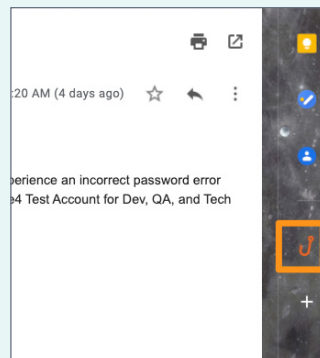 :20 AM (4 days ago)
perience an incorrect password error
e4 Test Account for Dev, QA, and Tech